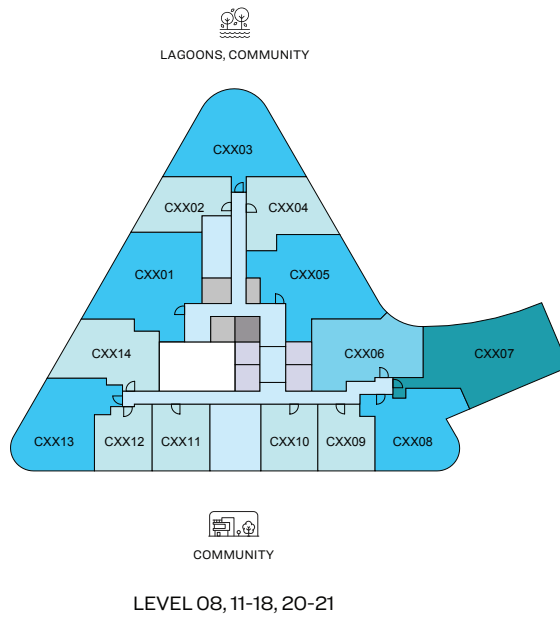 LAGOONS, COMMUNITY
CXX03
CXX02
CXX04
CXX01
CXX05
CXX14
CXX06
CXX07
CXX13
CXX12
CXX11
CXX10
CXX09
CXX08
COMMUNITY
LEVEL 08, 11-18, 20-21